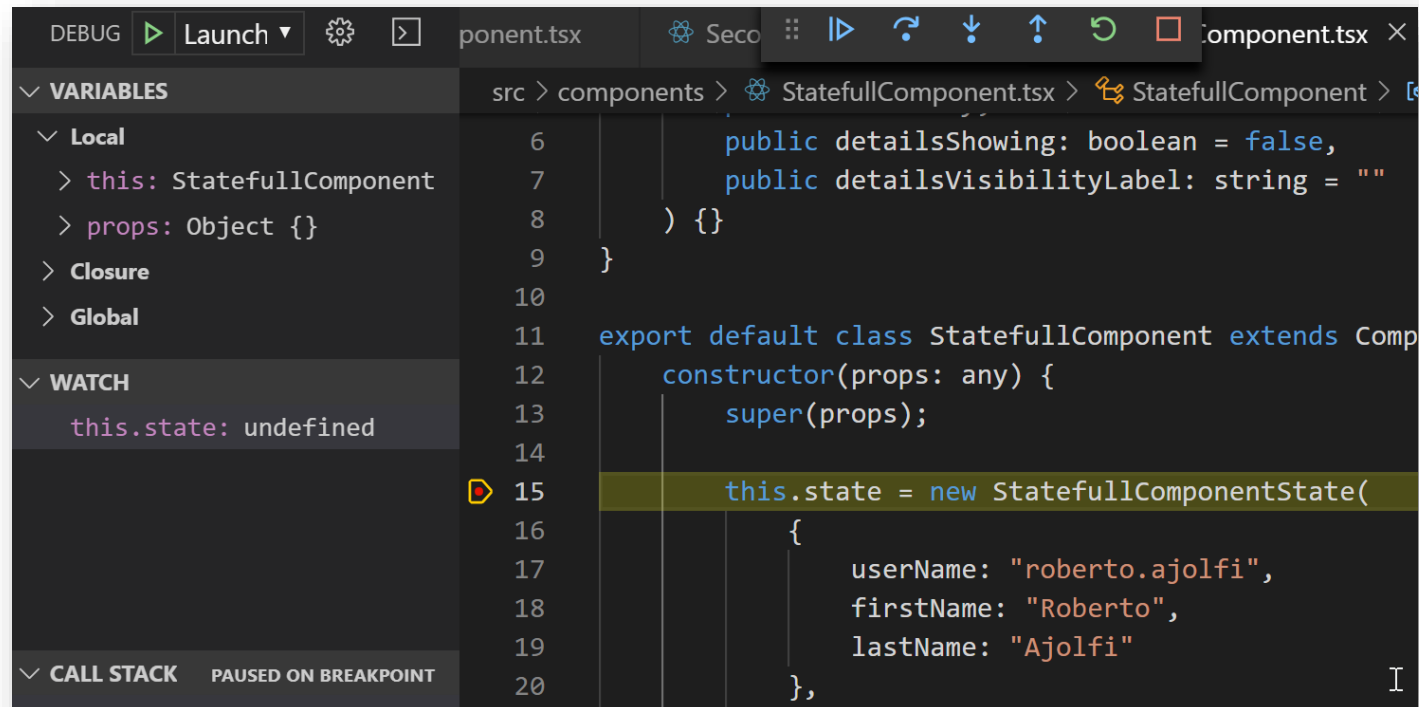 DEBUG Launch
VARIABLES
Local
this: StatefullComponent
props: Object {}
Closure
Global
WATCH
this.state: undefined
CALL STACK PAUSED ON BREAKPOINT
ponent.tsx Seco omponent.tsx
src > components > StatefullComponent.tsx > StatefullComponent >
6 public detailsShowing: boolean = false,
7 public detailsVisibilityLabel: string = ""
8 ) {}
9 }
10
11 export default class StatefullComponent extends Comp
12 constructor(props: any) {
13 super(props);
14
15 this.state = new StatefullComponentState(
16 {
17 userName: "roberto.ajolfi",
18 firstName: "Roberto",
19 lastName: "Ajolfi"
20 },